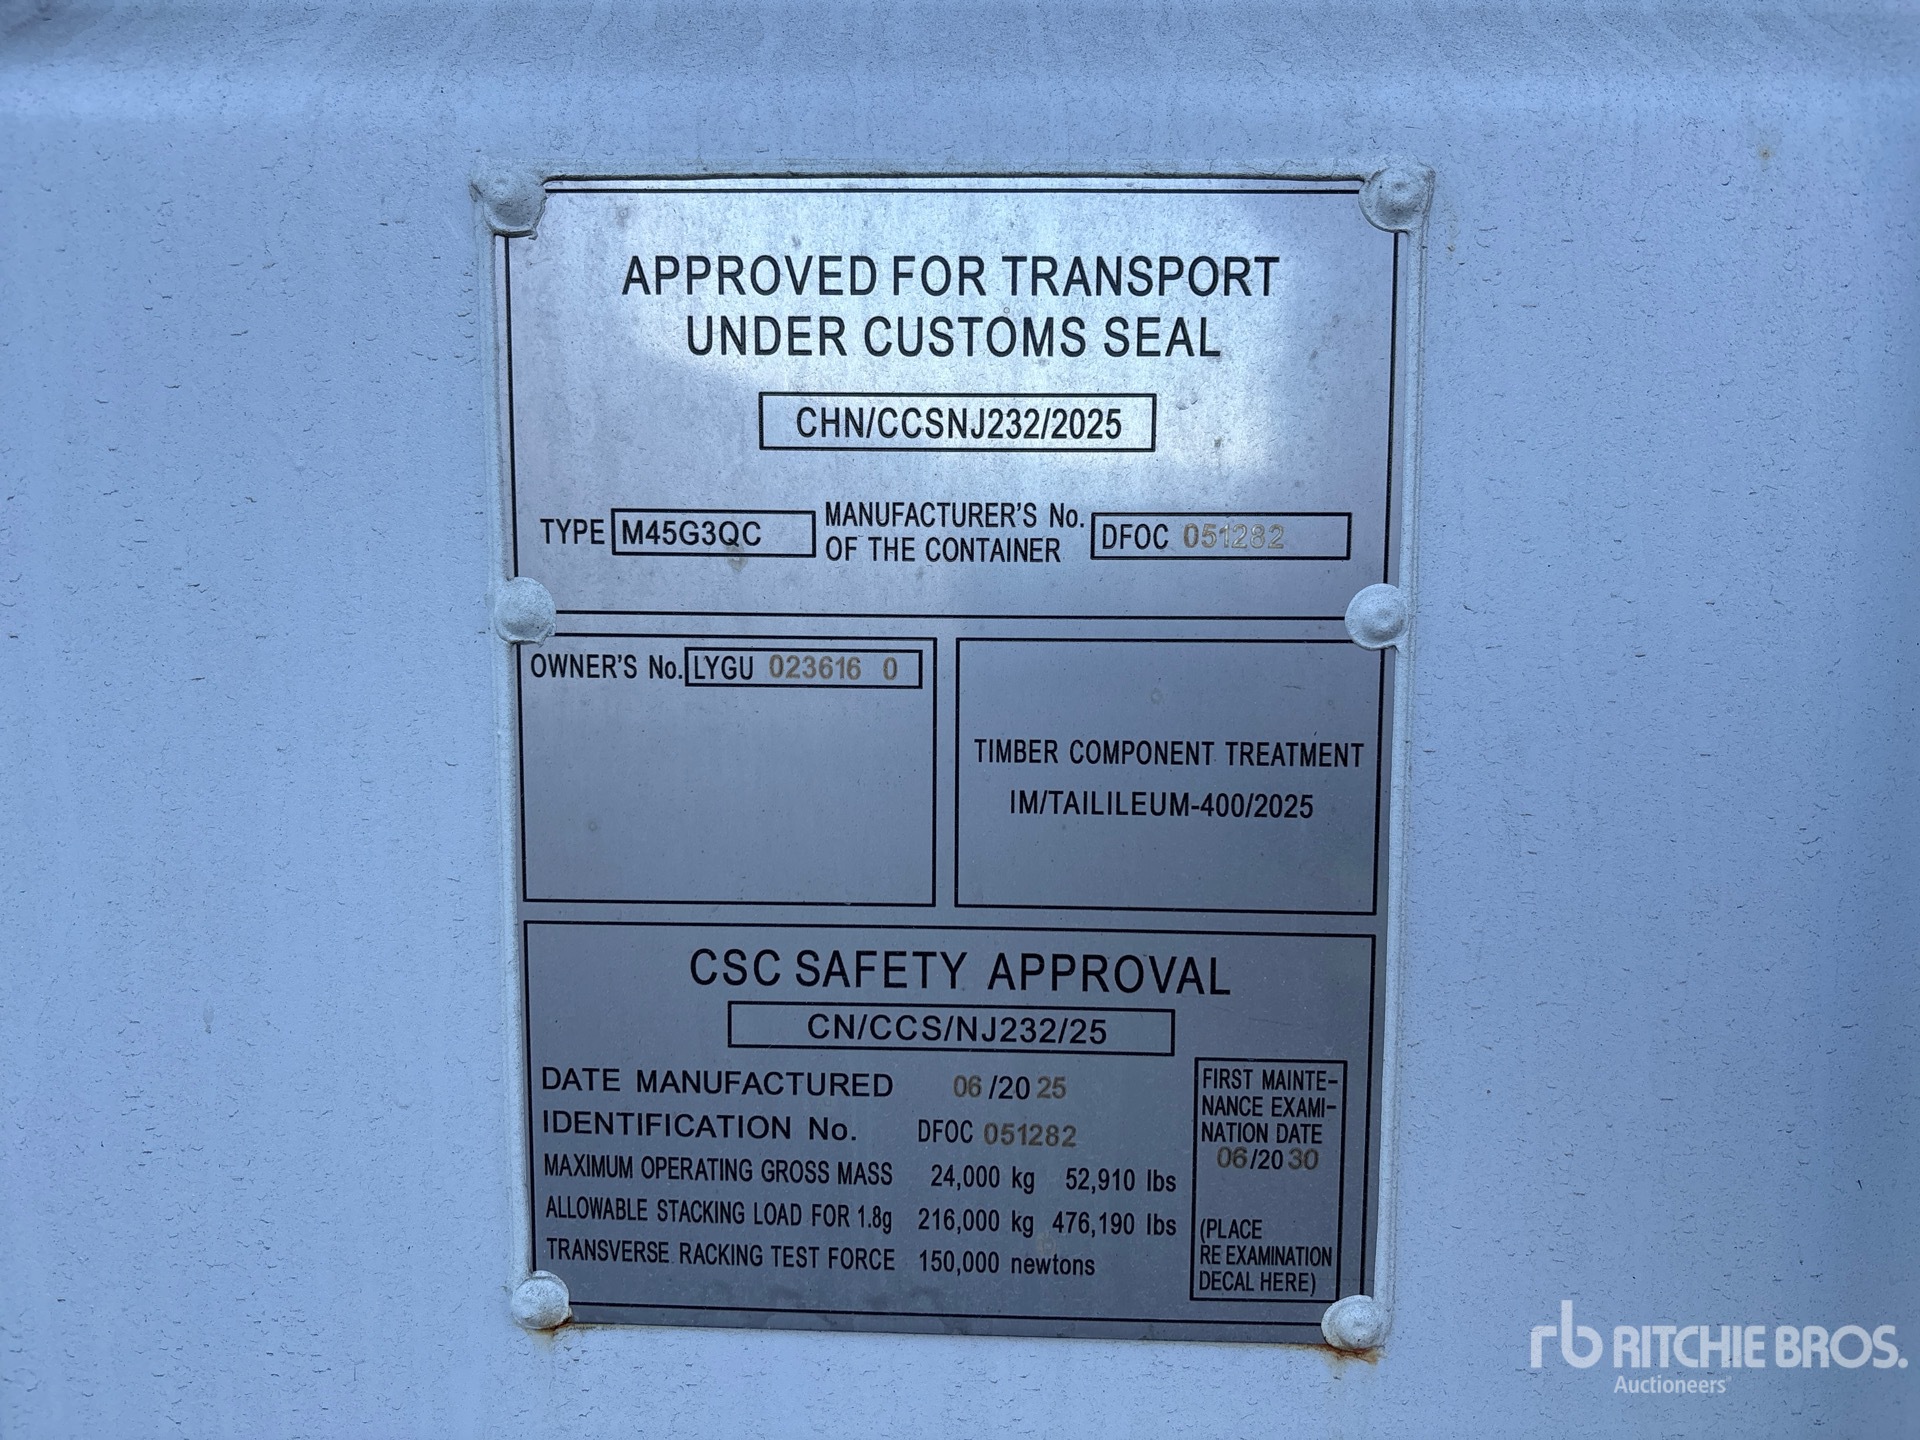 APPROVED FOR TRANSPORT
UNDER CUSTOMS SEAL
CHN/CCSNJ232/2025
TYPE M45G3QC MANUFACTURER'S No. OF THE CONTAINER DFOC 051282
OWNER'S No. LYGU 023616 0
TIMBER COMPONENT TREATMENT
IM/TAILILEUM-400/2025
CSC SAFETY APPROVAL
CN/CCS/NJ232/25
DATE MANUFACTURED 06/2025
IDENTIFICATION No. DFOC 051282
MAXIMUM OPERATING GROSS MASS 24,000 kg 52,910 lbs
ALLOWABLE STACKING LOAD FOR 1.8g 216,000 kg 476,190 lbs
TRANSVERSE RACKING TEST FORCE 150,000 newtons
FIRST MAINTE-
NANCE EXAMI-
NATION DATE
06/2030
(PLACE
RE EXAMINATION
DECAL HERE)
rb RITCHIE BROS.
Auctioneers